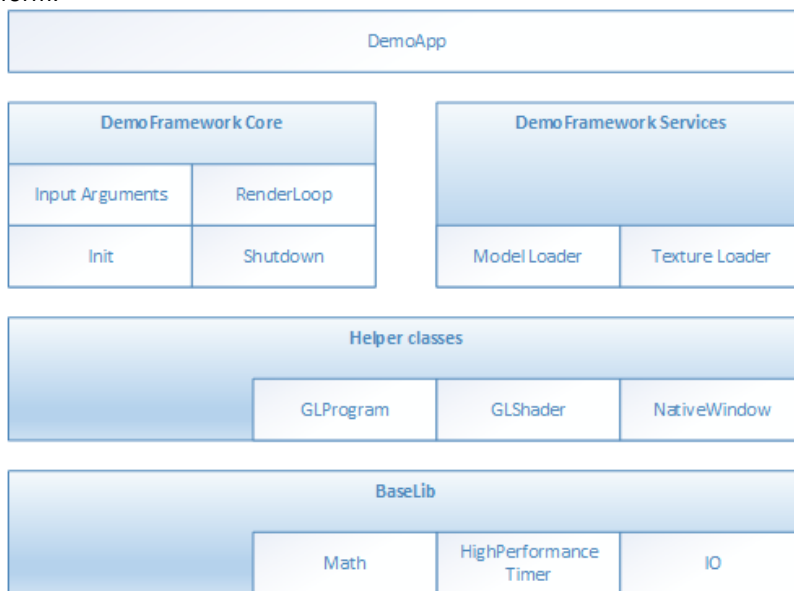 DemoApp
DemoFramework Core
DemoFramework Services
Input Arguments
RenderLoop
Init
Shutdown
Model Loader
Texture Loader
Helper classes
GLProgram
GLShader
NativeWindow
BaseLib
Math
HighPerformance
Timer
IO